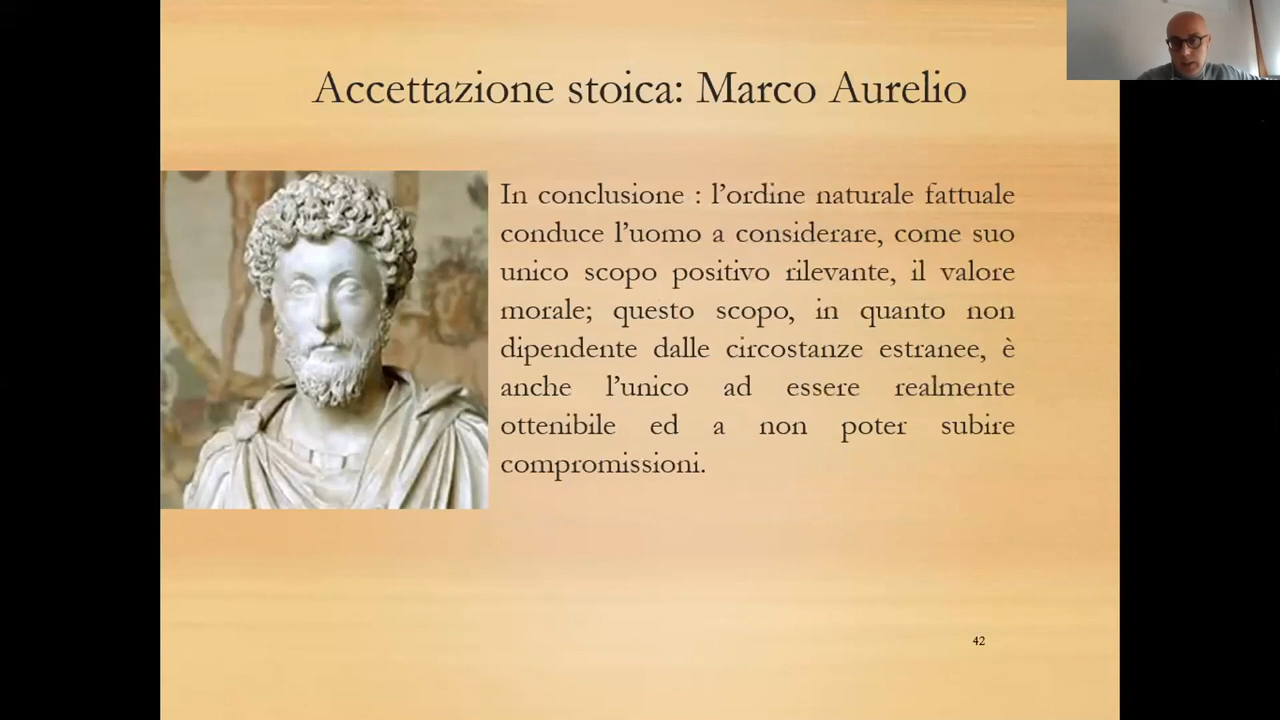 Accettazione stoica: Marco Aurelio
In conclusione : l’ordine naturale fattuale
conduce l’uomo a considerare, come suo
unico scopo positivo rilevante, il valore
morale; questo scopo, in quanto non
dipendente dalle circostanze estranee, è
anche l’unico ad essere realmente
ottenibile ed a non poter subire
compromissioni.
42